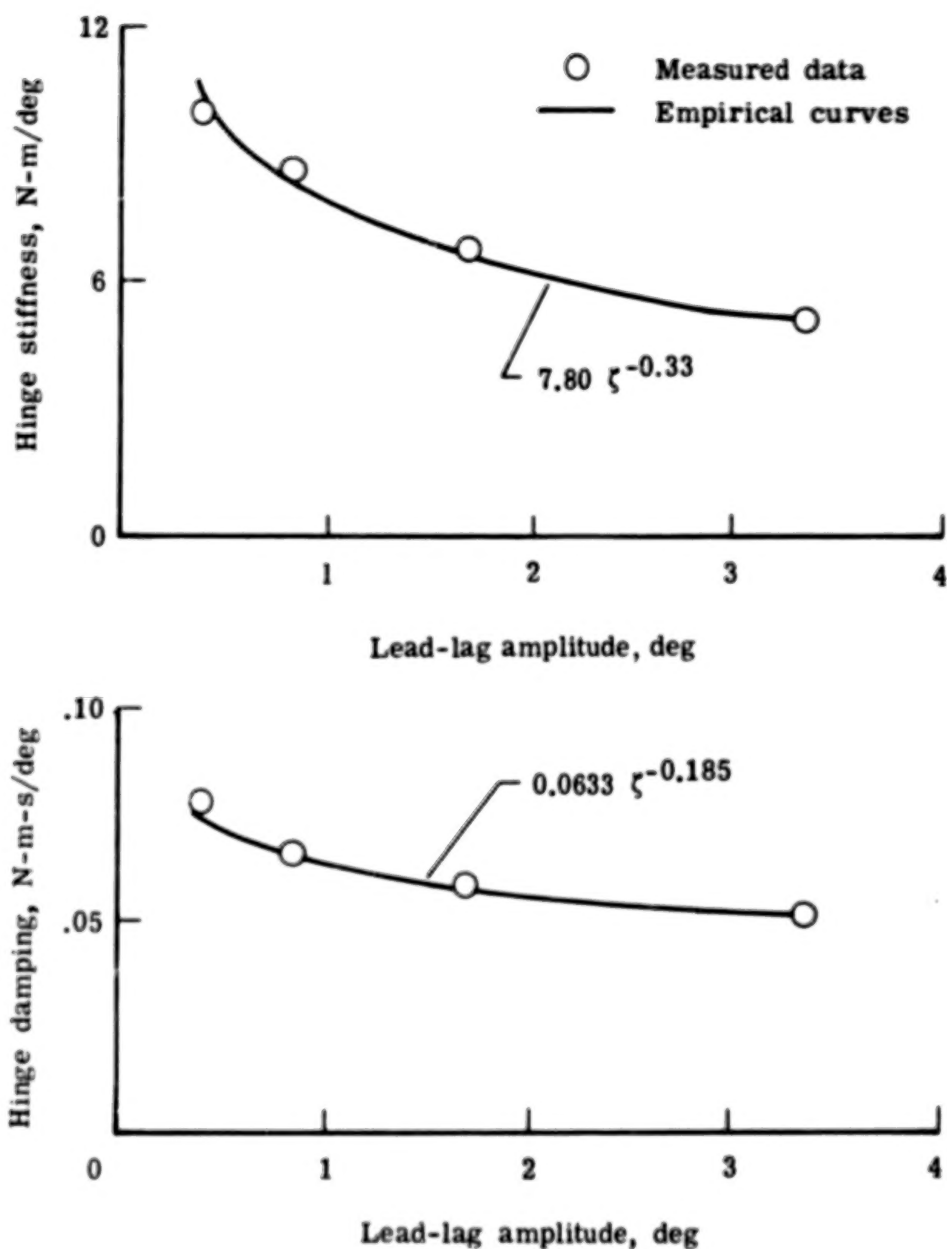 12
Measured data
Empirical curves
Hinge stiffness, N-m/deg
6
7.80 ζ^-0.33
0
1 2 3 4
Lead-lag amplitude, deg
.10
0.0633 ζ^-0.185
Hinge damping, N-m-s/deg
.05
0 1 2 3 4
Lead-lag amplitude, deg